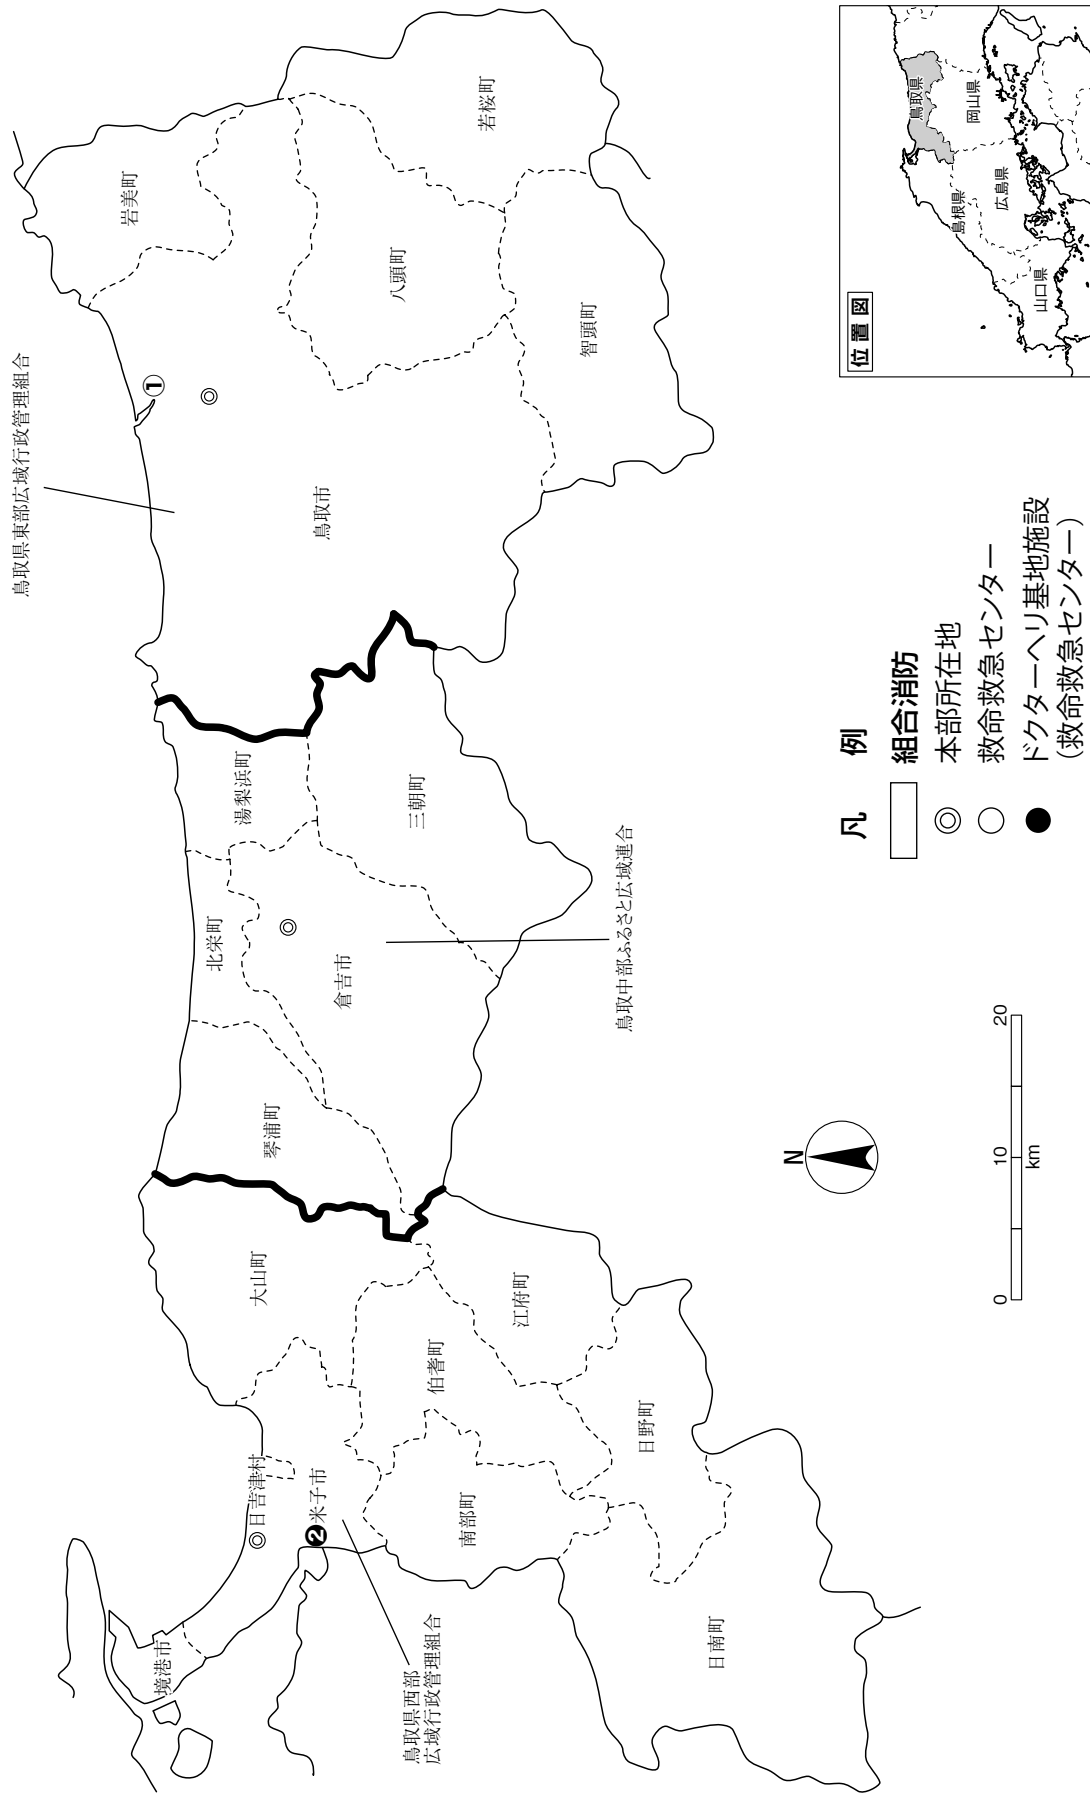 鳥取県東部広域行政管理組合
岩美町
①
鳥取市
八頭町
若桜町
智頭町
湯梨浜町
北栄町
三朝町
倉吉市
琴浦町
鳥取中部ふるさと広域連合
大山町
日吉津村
❷米子市
境港市
伯耆町
南部町
江府町
日野町
日南町
鳥取県西部
広域行政管理組合
N
0 10 20
km
凡例
組合消防
本部所在地
救命救急センター
ドクターヘリ基地施設
(救命救急センター)
位置図
鳥取県
島根県
岡山県
広島県
山口県